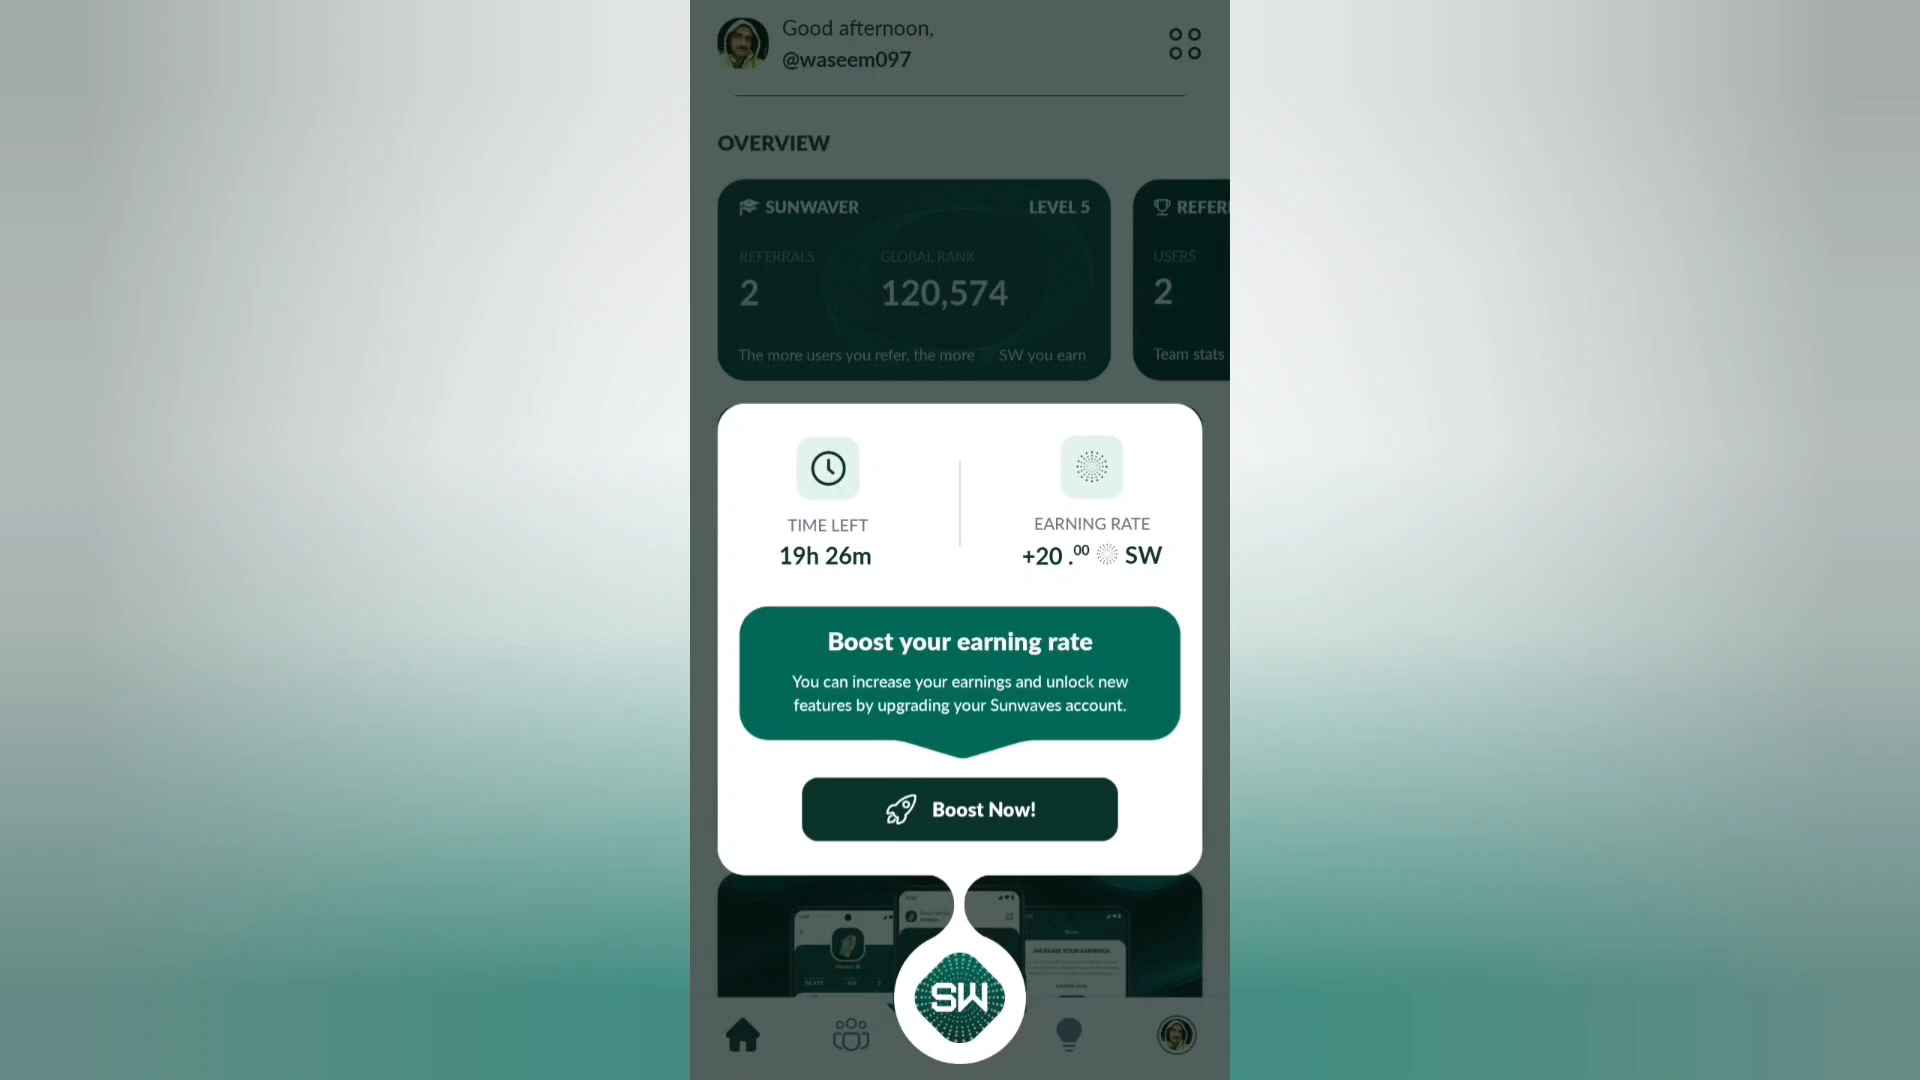 Good afternoon,
@waseem097
OVERVIEW
SUNWAVER
LEVEL 5
REFERRALS
GLOBAL RANK
2
120,574
The more users you refer, the more SW you earn
REFER
USERS
2
Team stats
TIME LEFT
19h 26m
EARNING RATE
+20 .00 SW
Boost your earning rate
You can increase your earnings and unlock new
features by upgrading your Sunwaves account.
Boost Now!
INCREASE YOUR EARNINGS
SW